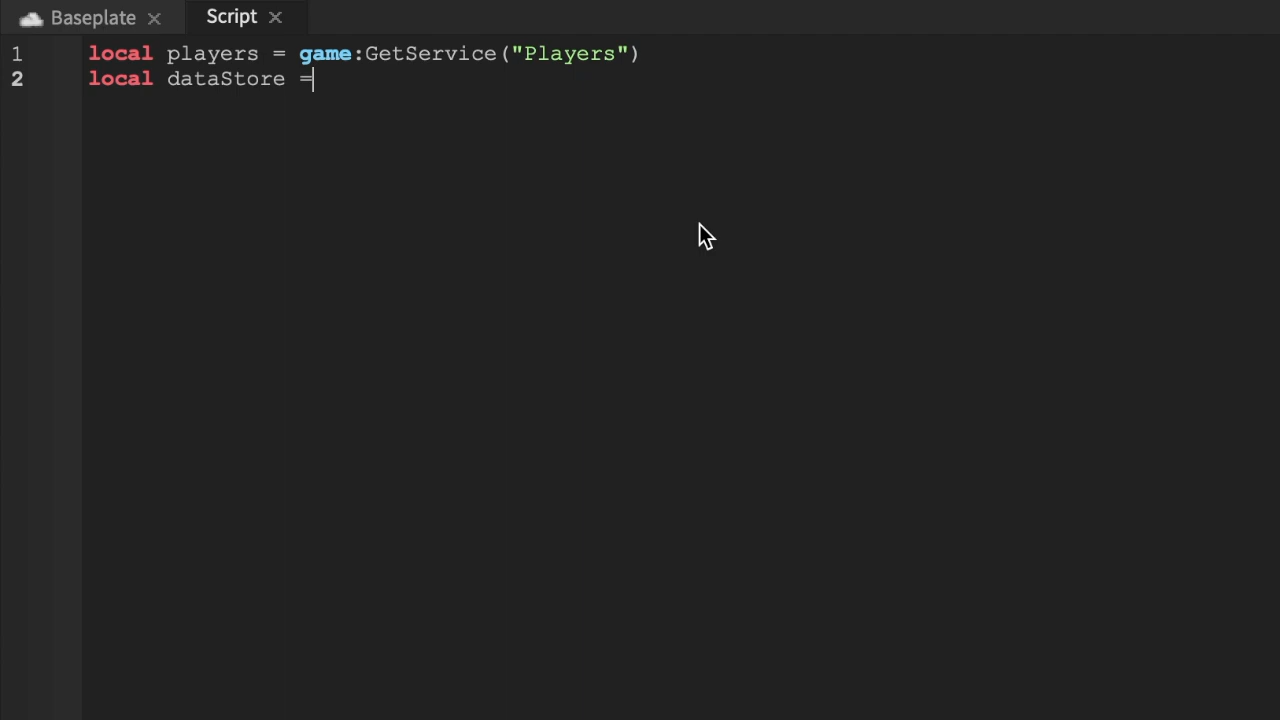 Baseplate Script
1 local players = game:GetService("Players")
2 local dataStore =